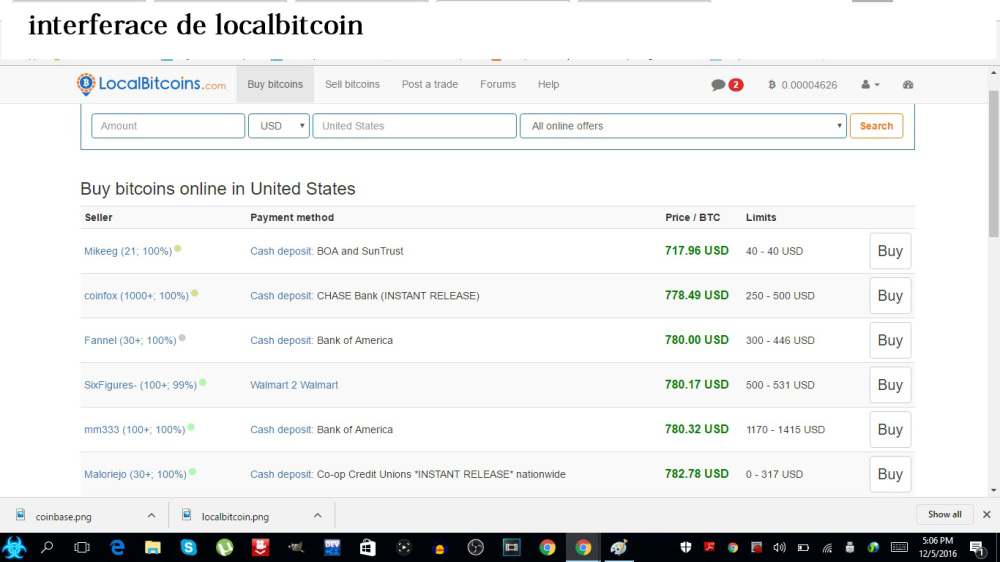 interferace de localbitcoin
LocalBitcoins.com Buy bitcoins Sell bitcoins Post a trade Forums Help 2 0.00004626
Amount USD United States All online offers Search
Buy bitcoins online in United States
Seller Payment method Price / BTC Limits
Mikeeg (21; 100%) Cash deposit: BOA and SunTrust 717.96 USD 40 - 40 USD Buy
coinfox (1000+; 100%) Cash deposit: CHASE Bank (INSTANT RELEASE) 778.49 USD 250 - 500 USD Buy
Fannel (30+; 100%) Cash deposit: Bank of America 780.00 USD 300 - 446 USD Buy
SixFigures- (100+; 99%) Walmart 2 Walmart 780.17 USD 500 - 531 USD Buy
mm333 (100+; 100%) Cash deposit: Bank of America 780.32 USD 1170 - 1415 USD Buy
Maloriejo (30+; 100%) Cash deposit: Co-op Credit Unions *INSTANT RELEASE* nationwide 782.78 USD 0 - 317 USD Buy
coinbase.png localbitcoin.png Show all
DEV
5:06 PM
12/5/2016
1